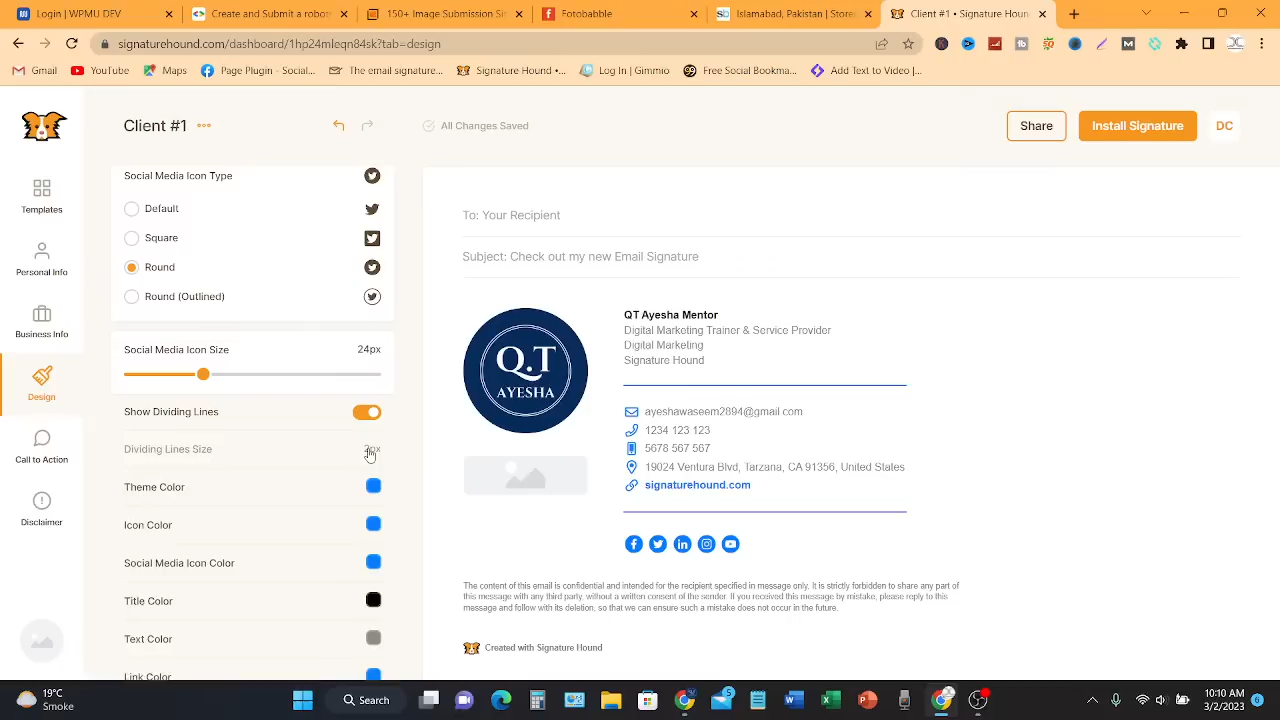 Login | WPMU DEV
Create and Submit a robots
150+ Image Submission Sit
Fotobabble
Islamabad, Pakistan | Stores
Client #1 • Signature Hound
signaturehound.com/dashboard/1te24mleqn84k?tab=design
Gmail
YouTube
Maps
Page Plugin - Social...
The email signature...
Signature Hound •...
Log In | Gimmio
Free Social Bookma...
Add Text to Video |...
Client #1
All Changes Saved
Share
Install Signature
DC
Templates
Personal Info
Business Info
Design
Call to Action
Disclaimer
Social Media Icon Type
Default
Square
Round
Round (Outlined)
Social Media Icon Size
24px
Show Dividing Lines
Dividing Lines Size
Theme Color
Icon Color
Social Media Icon Color
Title Color
Text Color
Link Color
To: Your Recipient
Subject: Check out my new Email Signature
Q.T
AYESHA
QT Ayesha Mentor
Digital Marketing Trainer & Service Provider
Digital Marketing
Signature Hound
ayeshawaseem2894@gmail.com
1234 123 123
5678 567 567
19024 Ventura Blvd, Tarzana, CA 91356, United States
signaturehound.com
The content of this email is confidential and intended for the recipient specified in message only. It is strictly forbidden to share any part of
this message with any third party, without a written consent of the sender. If you received this message by mistake, please reply to this
message and follow with its deletion, so that we can ensure such a mistake does not occur in the future.
Created with Signature Hound
19°C
Smoke
Search
10:10 AM
3/2/2023